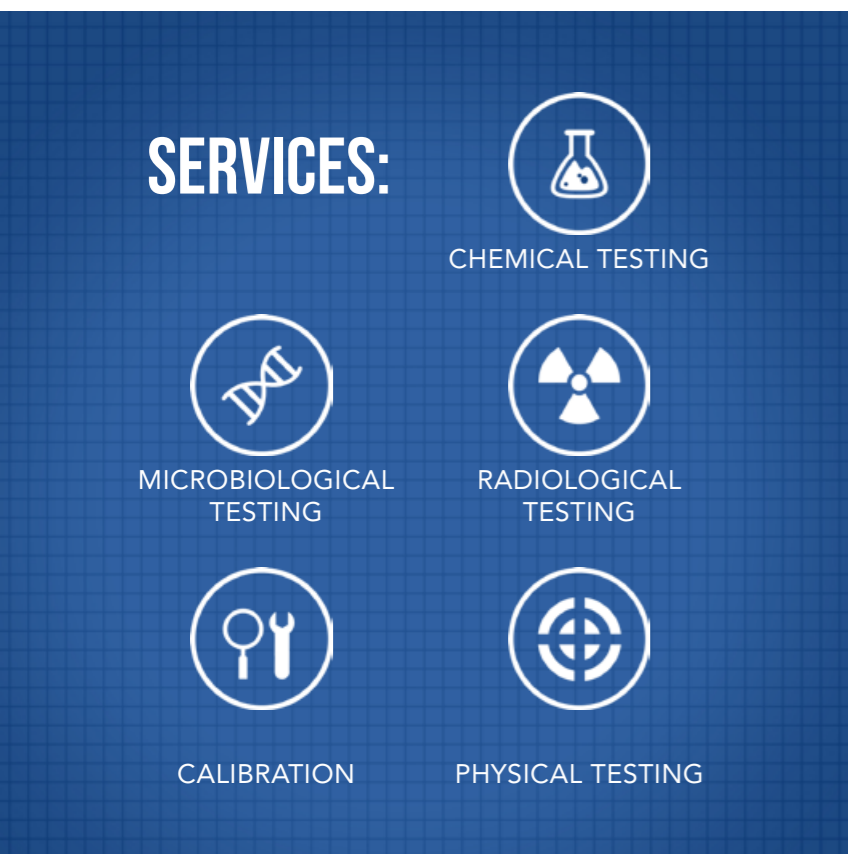 SERVICES:
CHEMICAL TESTING
MICROBIOLOGICAL
TESTING
RADIOLOGICAL
TESTING
CALIBRATION
PHYSICAL TESTING